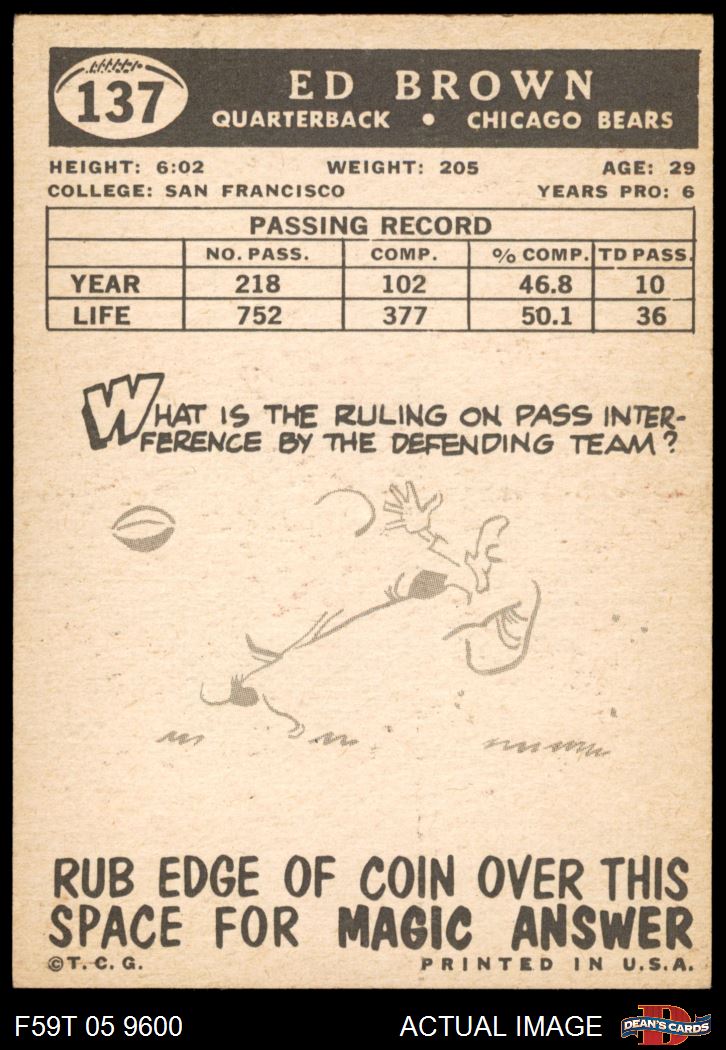 137
ED BROWN
QUARTERBACK • CHICAGO BEARS
HEIGHT: 6:02 WEIGHT: 205 AGE: 29
COLLEGE: SAN FRANCISCO YEARS PRO: 6
PASSING RECORD
NO. PASS. COMP. % COMP. TD PASS.
YEAR 218 102 46.8 10
LIFE 752 377 50.1 36
WHAT IS THE RULING ON PASS INTER-
FERENCE BY THE DEFENDING TEAM?
RUB EDGE OF COIN OVER THIS
SPACE FOR MAGIC ANSWER
©T.C.G. PRINTED IN U.S.A.
F59T 05 9600 ACTUAL IMAGE DEAN'S CARDS